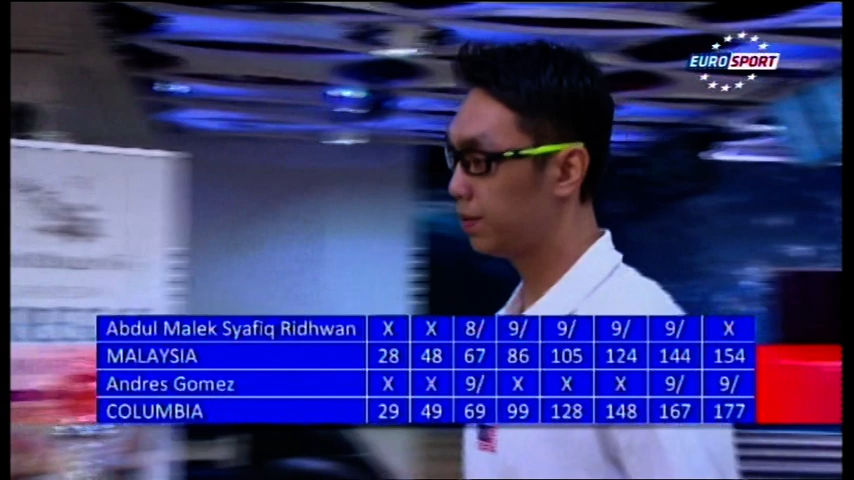 EUROSPORT
Abdul Malek Syafiq Ridhwan X X 8/ 9/ 9/ 9/ 9/ X
MALAYSIA 28 48 67 86 105 124 144 154
Andres Gomez X X 9/ X X X 9/ 9/
COLUMBIA 29 49 69 99 128 148 167 177